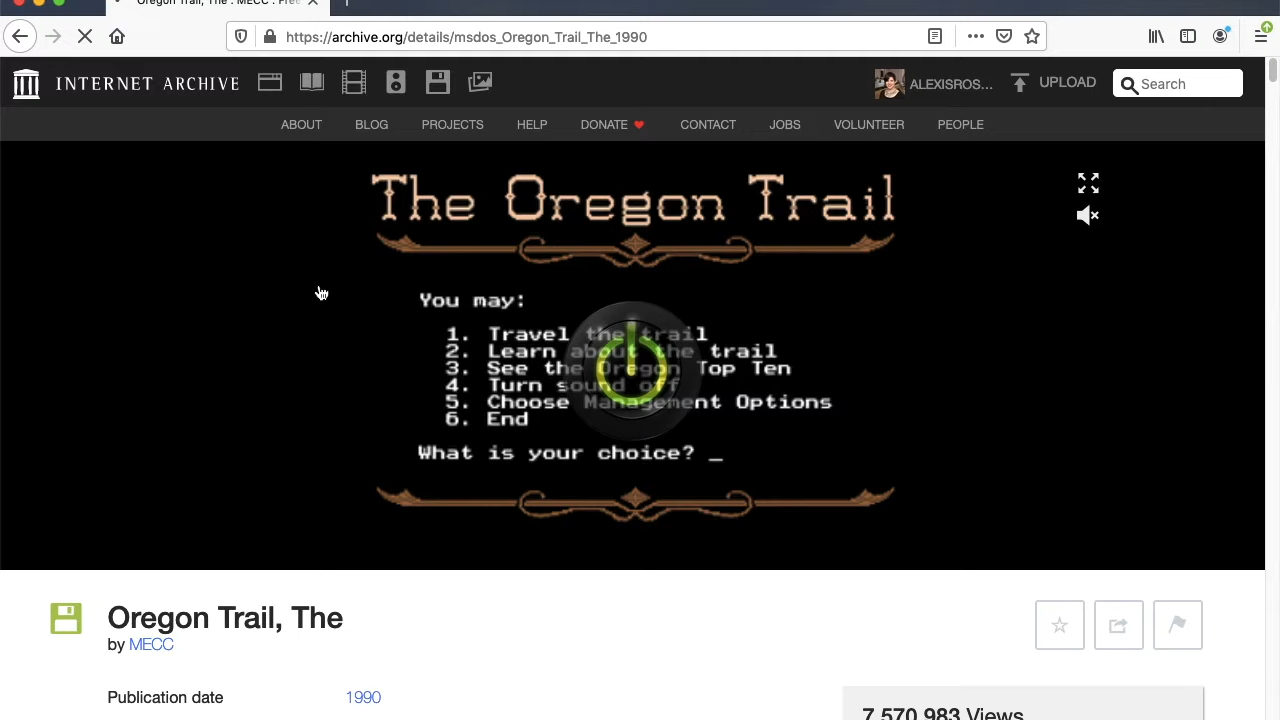 Oregon Trail, The : MECC : Free
https://archive.org/details/msdos_Oregon_Trail_The_1990
INTERNET ARCHIVE
ALEXISROS...
UPLOAD
Search
ABOUT
BLOG
PROJECTS
HELP
DONATE
CONTACT
JOBS
VOLUNTEER
PEOPLE
The Oregon Trail
You may:
1. Travel the trail
2. Learn about the trail
3. See the Oregon Top Ten
4. Turn sound off
5. Choose Management Options
6. End
What is your choice? _
Oregon Trail, The
by MECC
Publication date 1990
7,570,983 Views